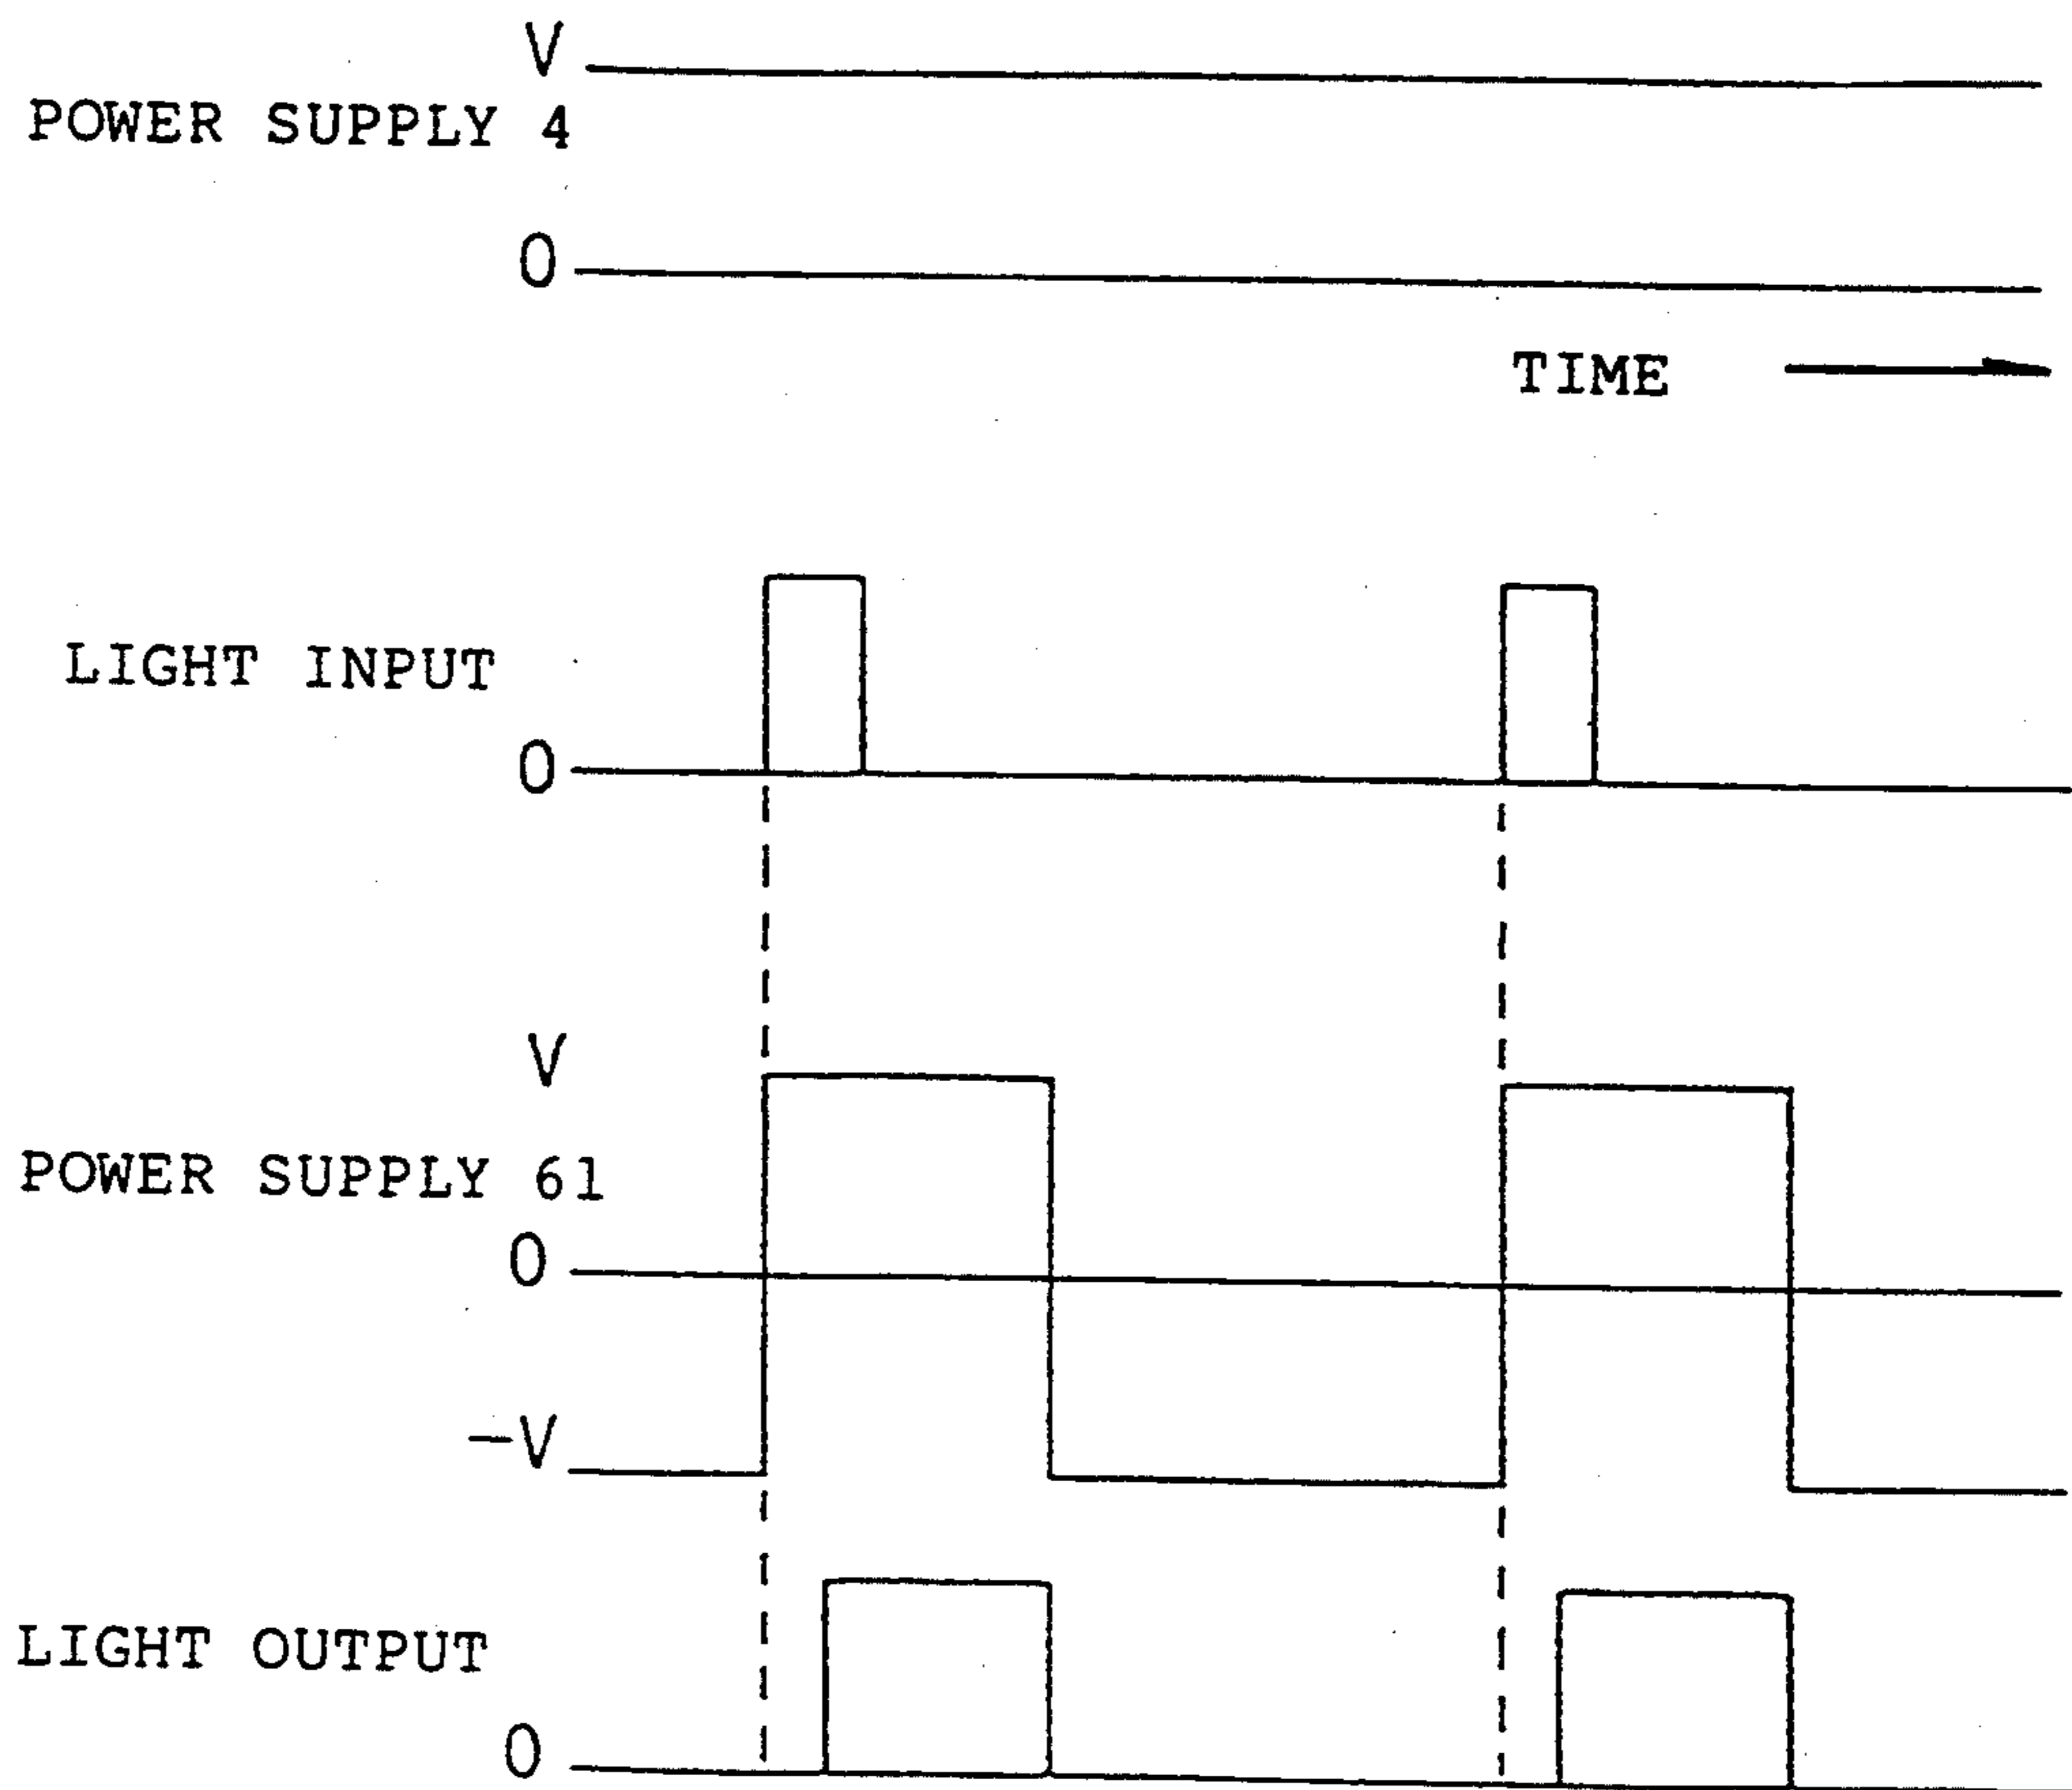 V
POWER SUPPLY 4
0
TIME
LIGHT INPUT
0
V
POWER SUPPLY 61
0
-V
LIGHT OUTPUT
0